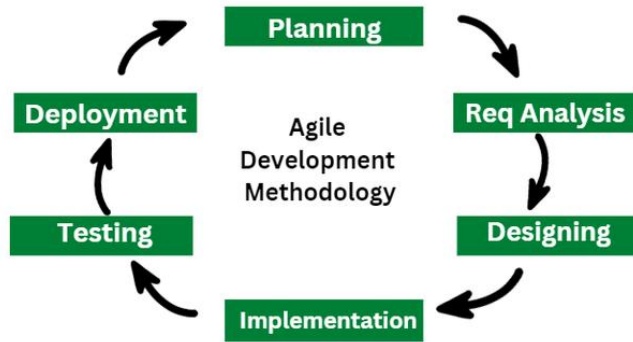 Planning
Req Analysis
Designing
Implementation
Testing
Deployment
Agile
Development
Methodology